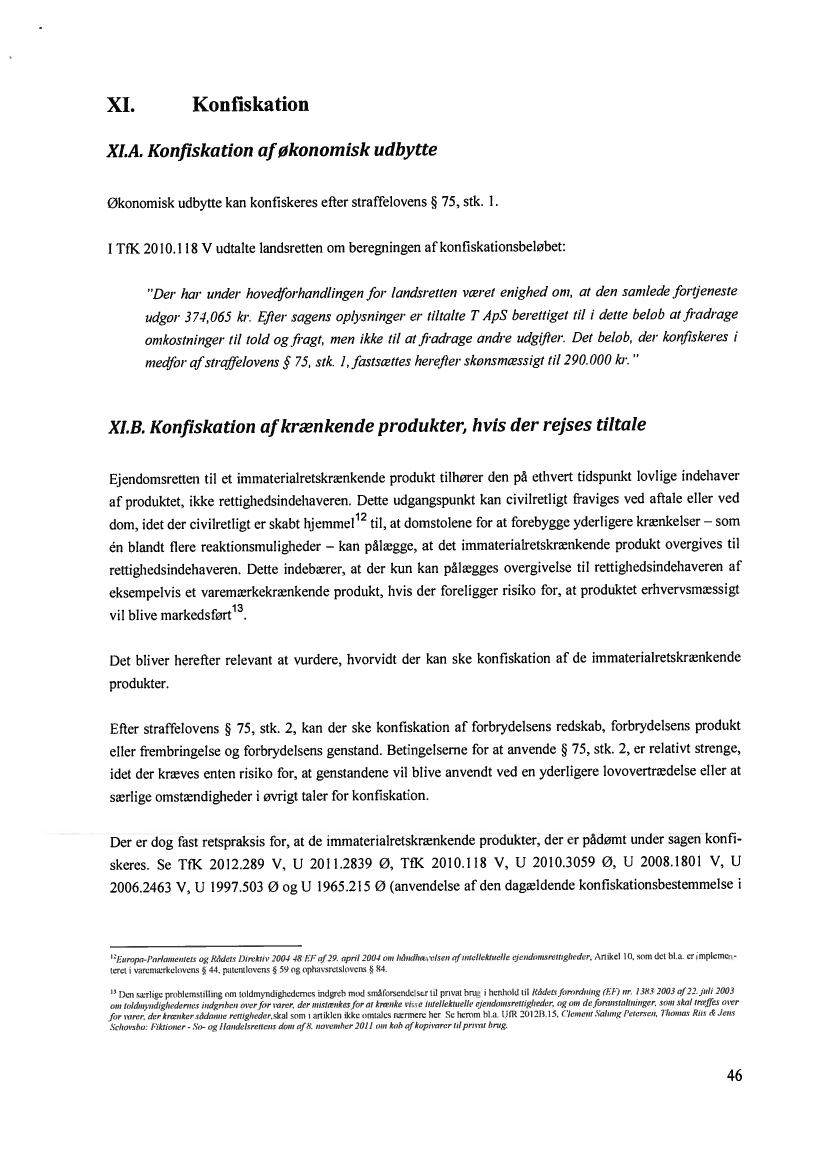 XI. Konfiskation
XI.A. Konfiskation af økonomisk udbytte
Økonomisk udbytte kan konfiskeres efter straffelovens § 75, stk. 1.
I TfK 2010.118 V udtalte landsretten om beregningen af konfiskationsbeløbet:
"Der har under hovedforhandlingen for landsretten været enighed om, at den samlede fortjeneste
udgor 374,065 kr. Efter sagens oplysninger er tiltalte T ApS berettiget til i dette belob at fradrage
omkostninger til told og fragt, men ikke til at fradrage andre udgifter. Det belob, der konfiskeres i
medfor af straffelovens § 75, stk. 1, fastsættes herefter skønsmæssigt til 290.000 kr."
XI.B. Konfiskation af krænkende produkter, hvis der rejses tiltale
Ejendomsretten til et immaterialretskrænkende produkt tilhører den på ethvert tidspunkt lovlige indehaver
af produktet, ikke rettighedsindehaveren. Dette udgangspunkt kan civilretligt fraviges ved aftale eller ved
dom, idet der civilretligt er skabt hjemmel12 til, at domstolene for at forebygge yderligere krænkelser – som
én blandt flere reaktionsmuligheder – kan pålægge, at det immaterialretskrænkende produkt overgives til
rettighedsindehaveren. Dette indebærer, at der kun kan pålægges overgivelse til rettighedsindehaveren af
eksempelvis et varemærkekrænkende produkt, hvis der foreligger risiko for, at produktet erhvervsmæssigt
vil blive markedsført13.
Det bliver herefter relevant at vurdere, hvorvidt der kan ske konfiskation af de immaterialretskrænkende
produkter.
Efter straffelovens § 75, stk. 2, kan der ske konfiskation af forbrydelsens redskab, forbrydelsens produkt
eller frembringelse og forbrydelsens genstand. Betingelserne for at anvende § 75, stk. 2, er relativt strenge,
idet der kræves enten risiko for, at genstandene vil blive anvendt ved en yderligere lovovertrædelse eller at
særlige omstændigheder i øvrigt taler for konfiskation.
Der er dog fast retspraksis for, at de immaterialretskrænkende produkter, der er pådømt under sagen konfi-
skeres. Se TfK 2012.289 V, U 2011.2839 Ø, TfK 2010.118 V, U 2010.3059 Ø, U 2008.1801 V, U
2006.2463 V, U 1997.503 Ø og U 1965.215 Ø (anvendelse af den dagældende konfiskationsbestemmelse i
12Europa-Parlamentets og Rådets Direktiv 2004 48 EF af 29. april 2004 om håndhævelsen af intellektuelle ejendomsrettigheder, Artikel 10, som det bl.a. er implemen-
teret i varemærkelovens § 44, patentlovens § 59 og ophavsretslovens § 84.
13 Den særlige problemstilling om toldmyndighedernes indgreb mod småforsendelser til privat brug i henhold til Rådets forordning (EF) nr. 1383 2003 af 22. juli 2003
om toldmyndighedernes indgriben over for varer, der mistænkes for at krænke visse intellektuelle ejendomsrettigheder, og om de foranstaltninger, som skal træffes over
for varer, der krænker sådanne rettigheder,skal som i artiklen ikke omtales nærmere her. Se herom bl.a. UfR 2012B.15, Clement Salung Petersen, Thomas Riis & Jens
Schovsbo: Fiktioner - So- og Handelsrettens dom af 8. november 2011 om kob af kopivarer til privat brug.
46